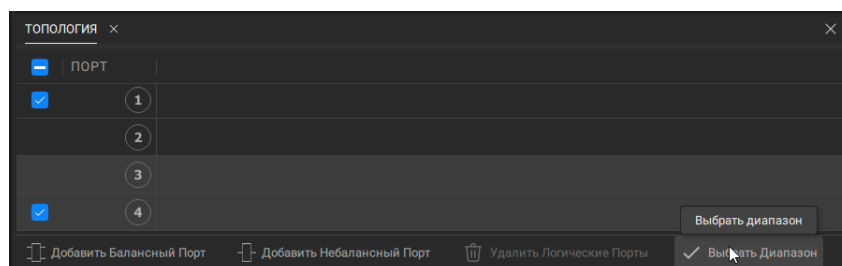 ТОПОЛОГИЯ
ПОРТ
1
2
3
4
Выбрать диапазон
Добавить Балансный Порт Добавить Небалансный Порт Удалить Логические Порты Выбрать Диапазон